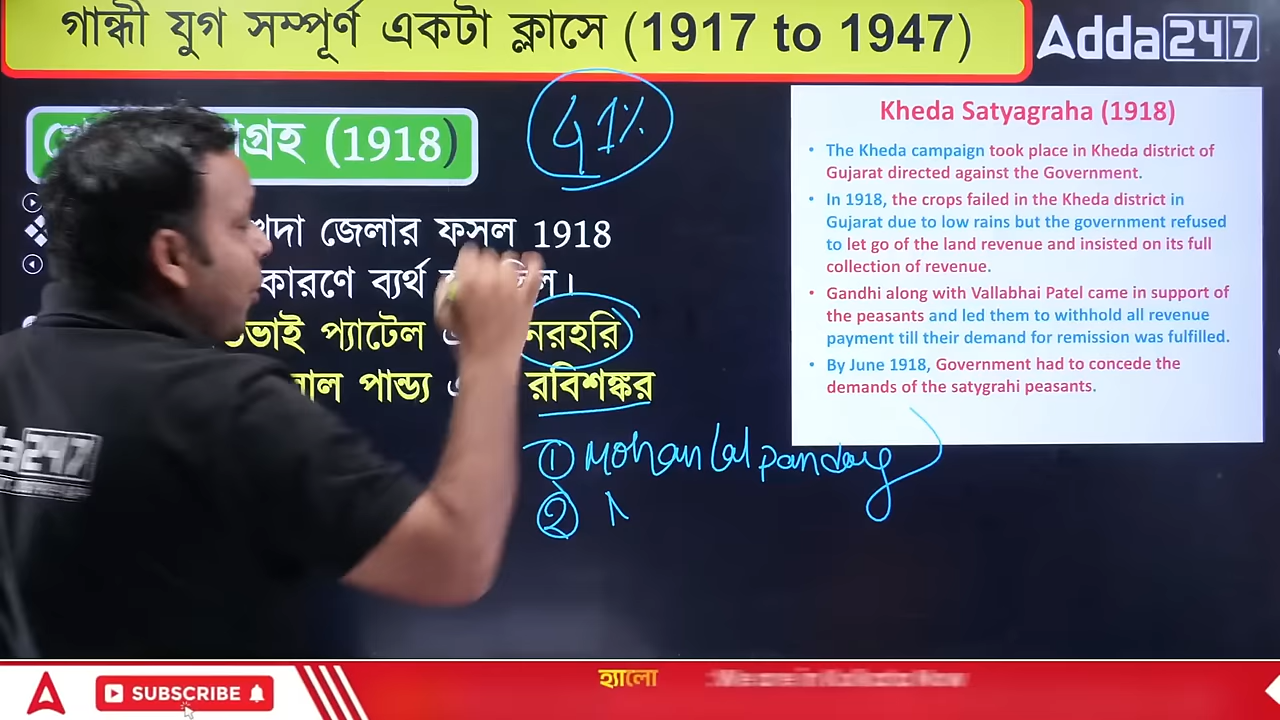 গান্ধী যুগ সম্পূর্ণ একটা ক্লাসে (1917 to 1947)
Adda247
(1918)
41%
জেলার ফসল 1918
কারণে ব্যর্থ
প্যাটেল নরহরি
পান্ড্য রবিশঙ্কর
① Mohanlal panday
②
Kheda Satyagraha (1918)
• The Kheda campaign took place in Kheda district of
Gujarat directed against the Government.
• In 1918, the crops failed in the Kheda district in
Gujarat due to low rains but the government refused
to let go of the land revenue and insisted on its full
collection of revenue.
• Gandhi along with Vallabhai Patel came in support of
the peasants and led them to withhold all revenue
payment till their demand for remission was fulfilled.
• By June 1918, Government had to concede the
demands of the satygrahi peasants.
247
SUBSCRIBE
হ্যালো